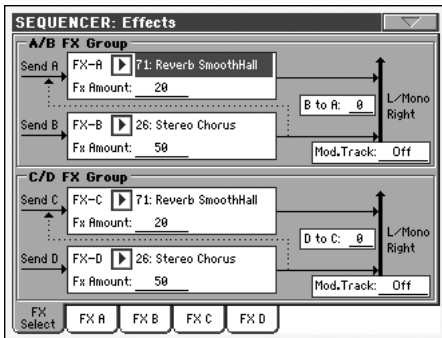 SEQUENCER: Effects
A/B FX Group
Send A FX-A 71: Reverb SmoothHall
Fx Amount: 20
B to A: 0 L/Mono
Right
Send B FX-B 26: Stereo Chorus
Fx Amount: 50
Mod.Track: Off
C/D FX Group
Send C FX-C 71: Reverb SmoothHall
Fx Amount: 20
D to C: 0 L/Mono
Right
Send D FX-D 26: Stereo Chorus
Fx Amount: 50
Mod.Track: Off
FX Select FX A FX B FX C FX D